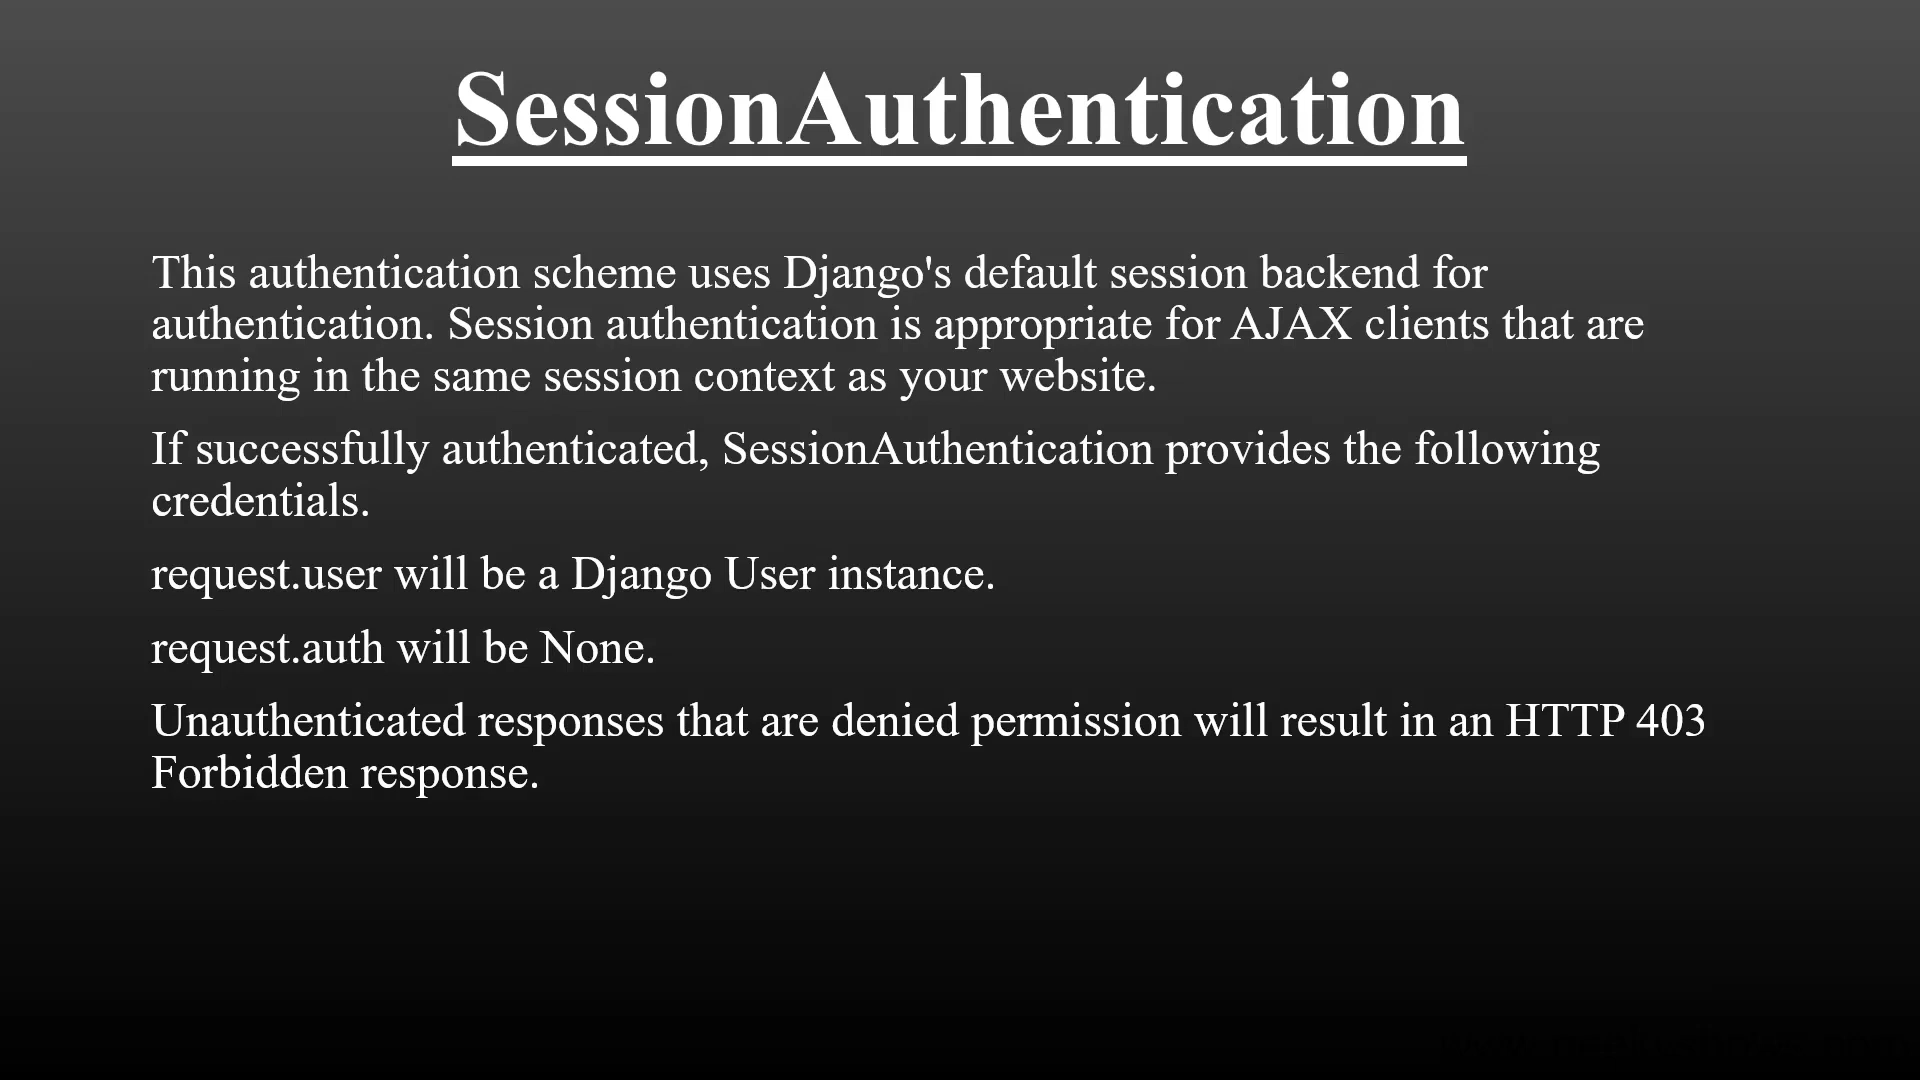 SessionAuthentication
This authentication scheme uses Django's default session backend for
authentication. Session authentication is appropriate for AJAX clients that are
running in the same session context as your website.
If successfully authenticated, SessionAuthentication provides the following
credentials.
request.user will be a Django User instance.
request.auth will be None.
Unauthenticated responses that are denied permission will result in an HTTP 403
Forbidden response.